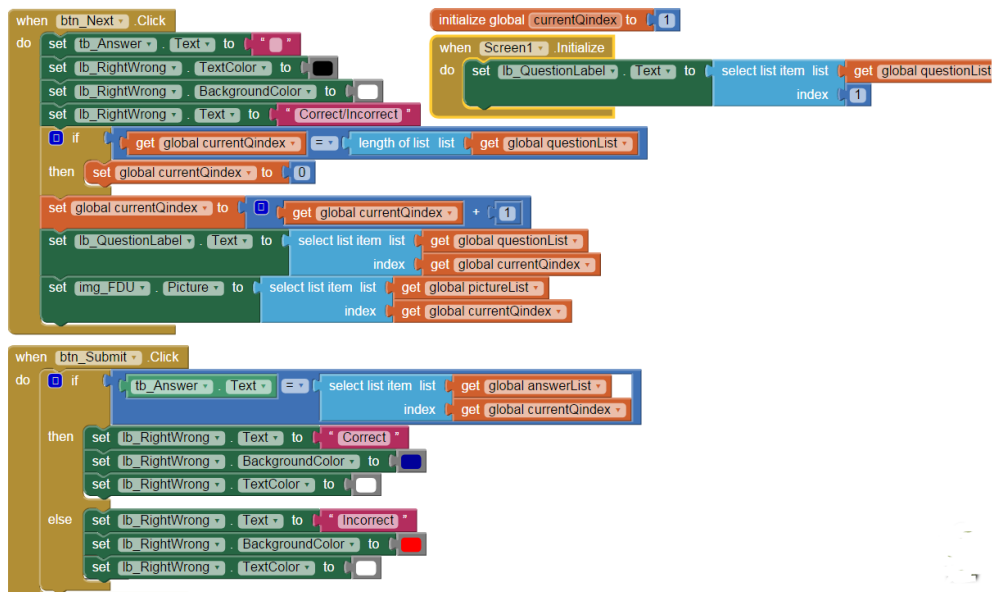 when btn_Next .Click
do set tb_Answer . Text to " "
set lb_RightWrong . TextColor to
set lb_RightWrong . BackgroundColor to
set lb_RightWrong . Text to " Correct/Incorrect "
if get global currentQindex = length of list list get global questionList
then set global currentQindex to 0
set global currentQindex to get global currentQindex + 1
set lb_QuestionLabel . Text to select list item list get global questionList
index get global currentQindex
set img_FDU . Picture to select list item list get global pictureList
index get global currentQindex
initialize global currentQindex to 1
when Screen1 .Initialize
do set lb_QuestionLabel . Text to select list item list get global questionList
index 1
when btn_Submit .Click
do if tb_Answer . Text = select list item list get global answerList
index get global currentQindex
then set lb_RightWrong . Text to " Correct "
set lb_RightWrong . BackgroundColor to
set lb_RightWrong . TextColor to
else set lb_RightWrong . Text to " Incorrect "
set lb_RightWrong . BackgroundColor to
set lb_RightWrong . TextColor to